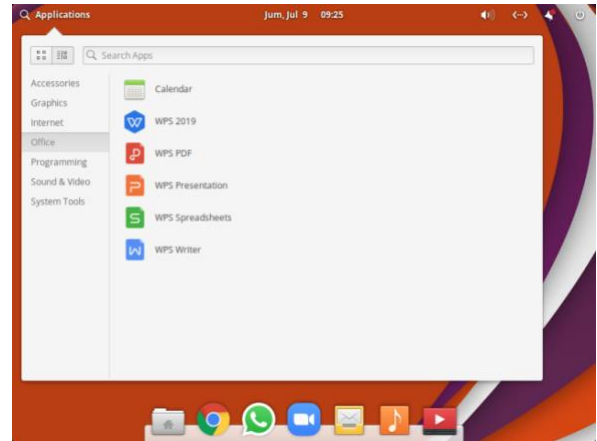 Applications Jum, Jul 9 09:25
Search Apps
Accessories
Graphics
Internet
Office
Programming
Sound & Video
System Tools
Calendar
WPS 2019
WPS PDF
WPS Presentation
WPS Spreadsheets
WPS Writer